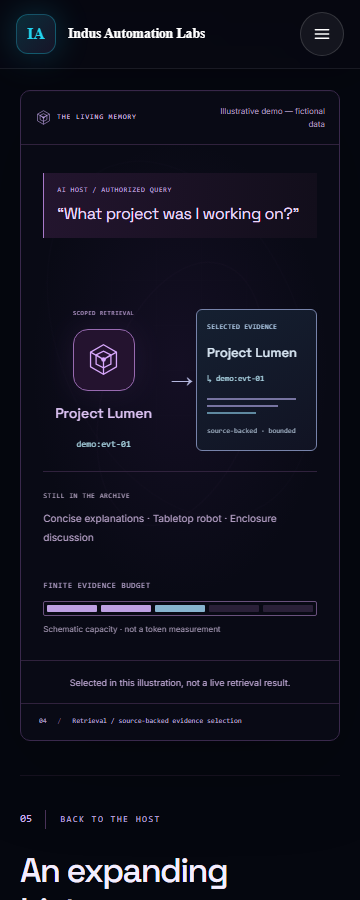 IA Indus Automation Labs
THE LIVING MEMORY
Illustrative demo — fictional
data
AI HOST / AUTHORIZED QUERY
“What project was I working on?”
SCOPED RETRIEVAL
Project Lumen
demo:evt-01
→
SELECTED EVIDENCE
Project Lumen
↳ demo:evt-01
source-backed · bounded
STILL IN THE ARCHIVE
Concise explanations · Tabletop robot · Enclosure
discussion
FINITE EVIDENCE BUDGET
Schematic capacity · not a token measurement
Selected in this illustration, not a live retrieval result.
04 / Retrieval / source-backed evidence selection
05 BACK TO THE HOST
An expanding